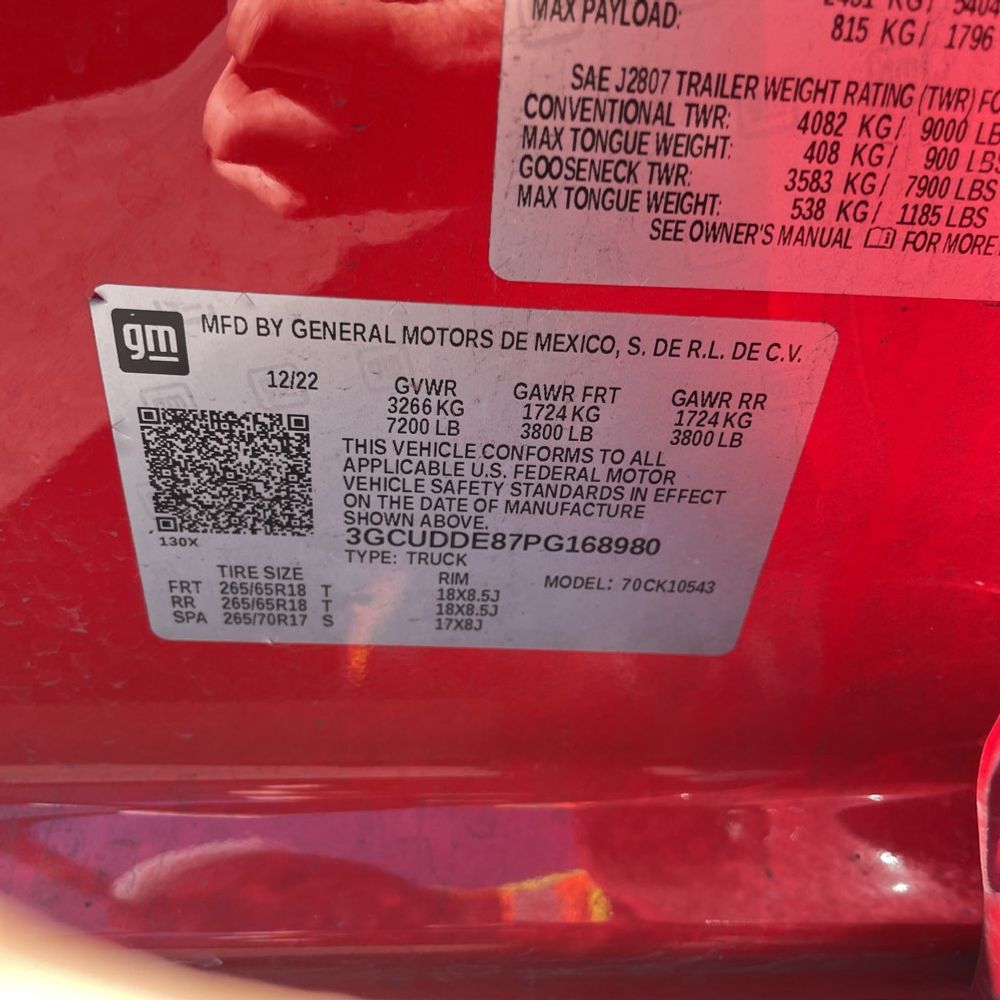 MAX PAYLOAD:
815 KG/ 1796
SAE J2807 TRAILER WEIGHT RATING (TWR)
CONVENTIONAL TWR: 4082 KG/ 9000
MAX TONGUE WEIGHT: 408 KG/ 900 LBS
GOOSENECK TWR: 3583 KG/ 7900 LBS
MAX TONGUE WEIGHT: 538 KG/ 1185 LBS
SEE OWNER'S MANUAL FOR MORE
gm MFD BY GENERAL MOTORS DE MEXICO, S. DE R.L. DE C.V.
12/22 GVWR GAWR FRT GAWR RR
3266 KG 1724 KG 1724 KG
7200 LB 3800 LB 3800 LB
THIS VEHICLE CONFORMS TO ALL
APPLICABLE U.S. FEDERAL MOTOR
VEHICLE SAFETY STANDARDS IN EFFECT
ON THE DATE OF MANUFACTURE
SHOWN ABOVE.
130X 3GCUDDE87PG168980
TYPE: TRUCK
TIRE SIZE RIM MODEL: 70CK10543
FRT 265/65R18 T 18X8.5J
RR 265/65R18 T 18X8.5J
SPA 265/70R17 S 17X8J